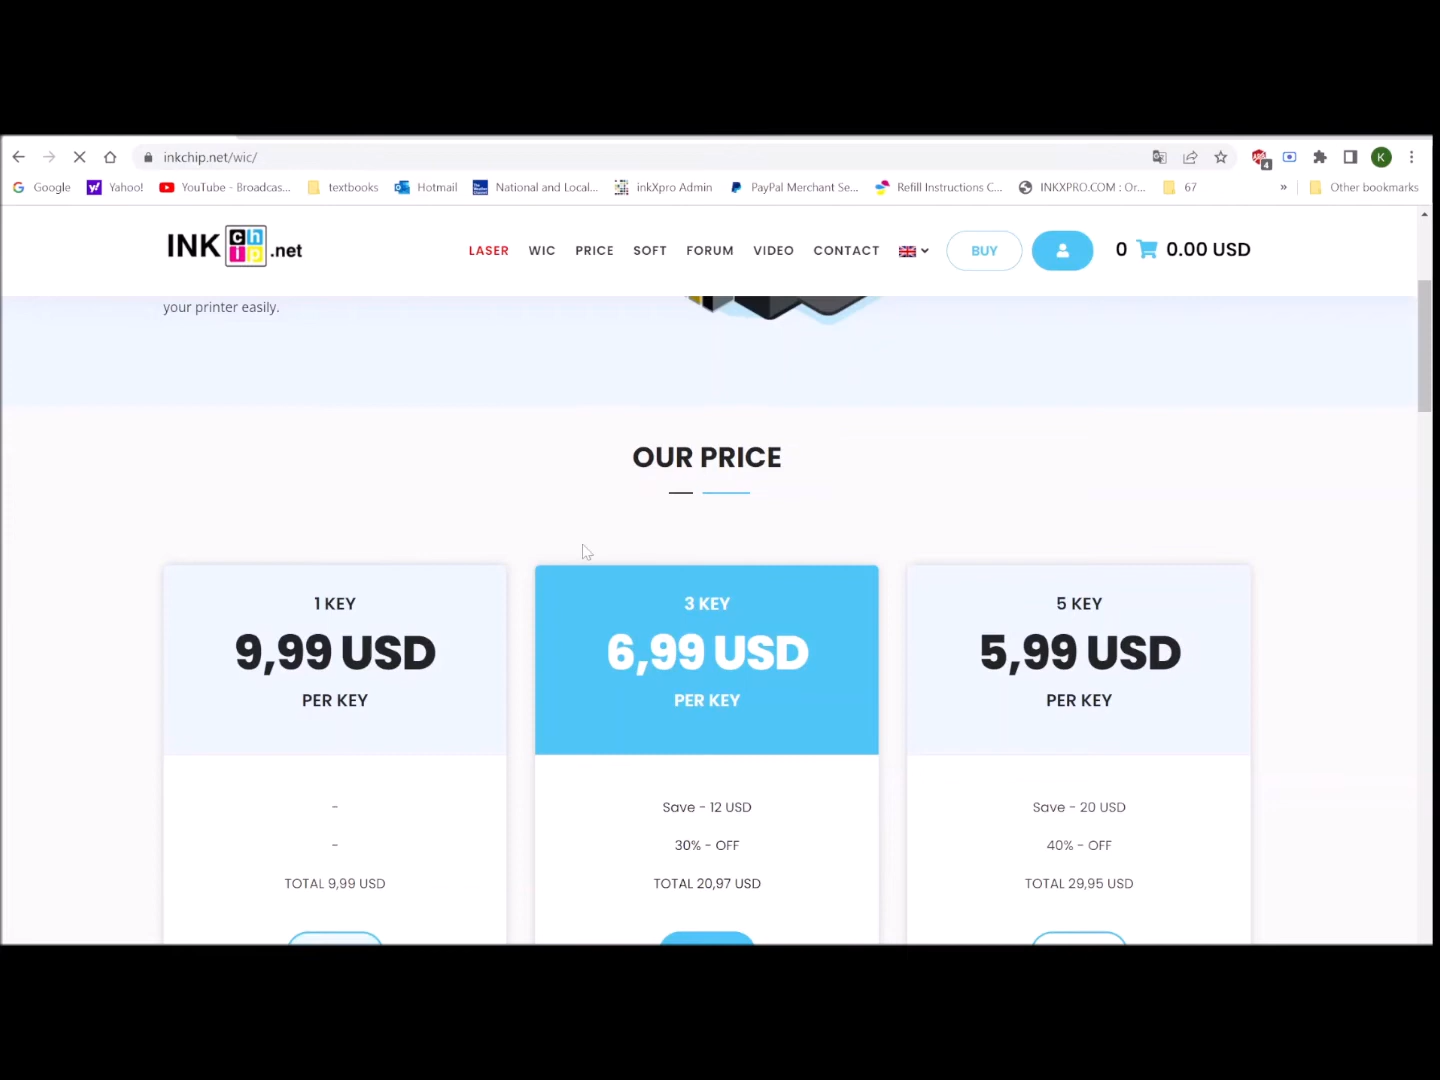 inkchip.net/wic/
4
K
Google Yahoo! YouTube - Broadcas... textbooks Hotmail National and Local... inkXpro Admin PayPal Merchant Se... Refill Instructions C... INKXPRO.COM : Or... 67 » Other bookmarks
INK chip .net
LASER WIC PRICE SOFT FORUM VIDEO CONTACT BUY 0 0.00 USD
your printer easily.
OUR PRICE
1 KEY
9,99 USD
PER KEY
-
-
TOTAL 9,99 USD
3 KEY
6,99 USD
PER KEY
Save - 12 USD
30% - OFF
TOTAL 20,97 USD
5 KEY
5,99 USD
PER KEY
Save - 20 USD
40% - OFF
TOTAL 29,95 USD